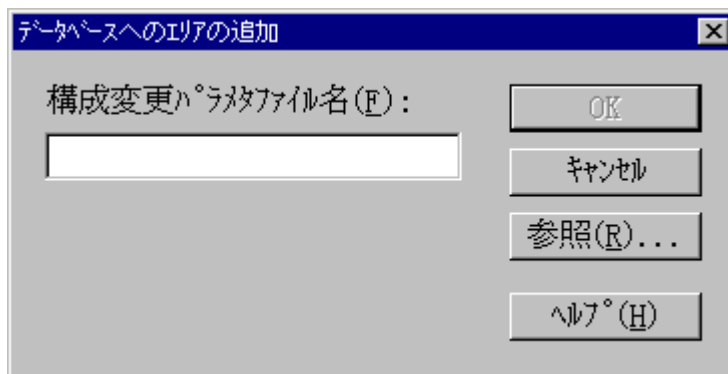 ﾃﾞｰﾀﾍﾞｰｽへのｴﾘｱの追加
構成変更ﾊﾟﾗﾒﾀﾌｧｲﾙ名(F):
OK
ｷｬﾝｾﾙ
参照(R)...
ﾍﾙﾌﾟ(H)